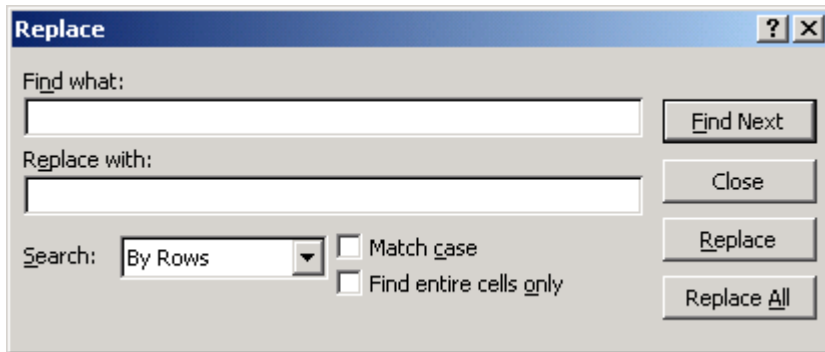 Replace
Find what:
Find Next
Replace with:
Close
Search:
By Rows
Match case
Replace
Find entire cells only
Replace All